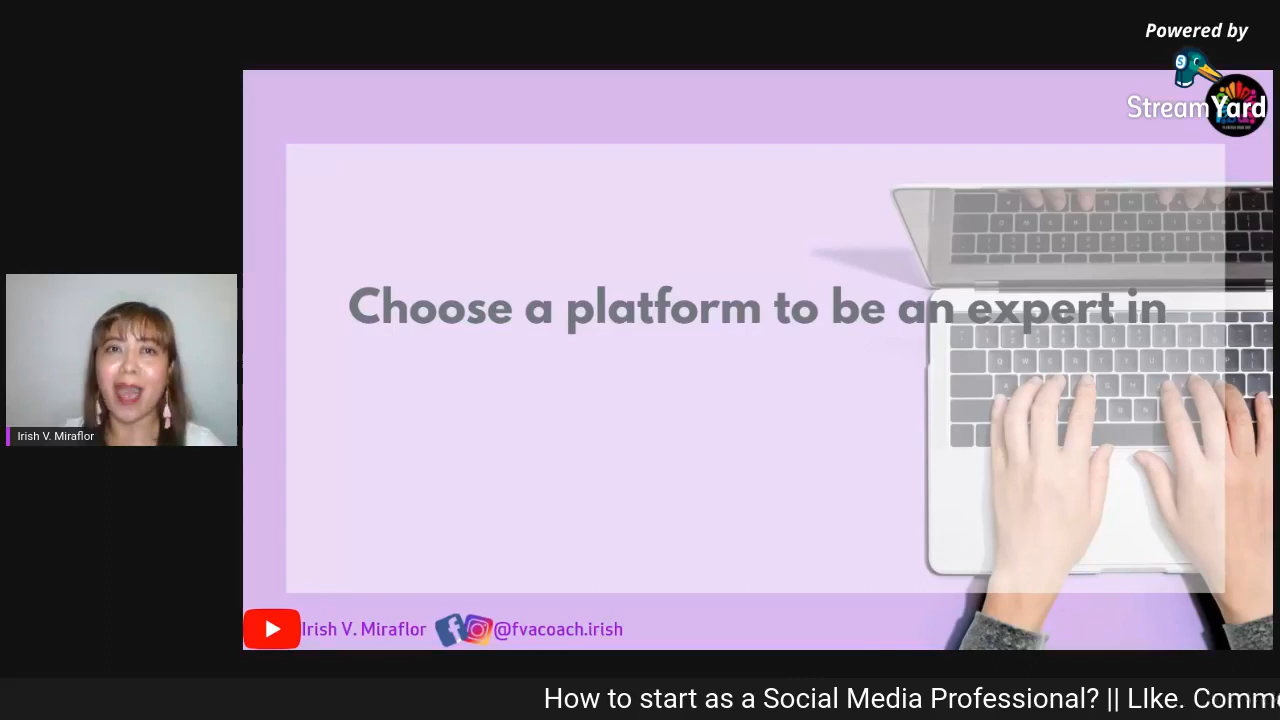 Powered by
StreamYard
Choose a platform to be an expert in
Irish V. Miraflor
Irish V. Miraflor
@fvacoach.irish
How to start as a Social Media Professional? || LIke. Comm